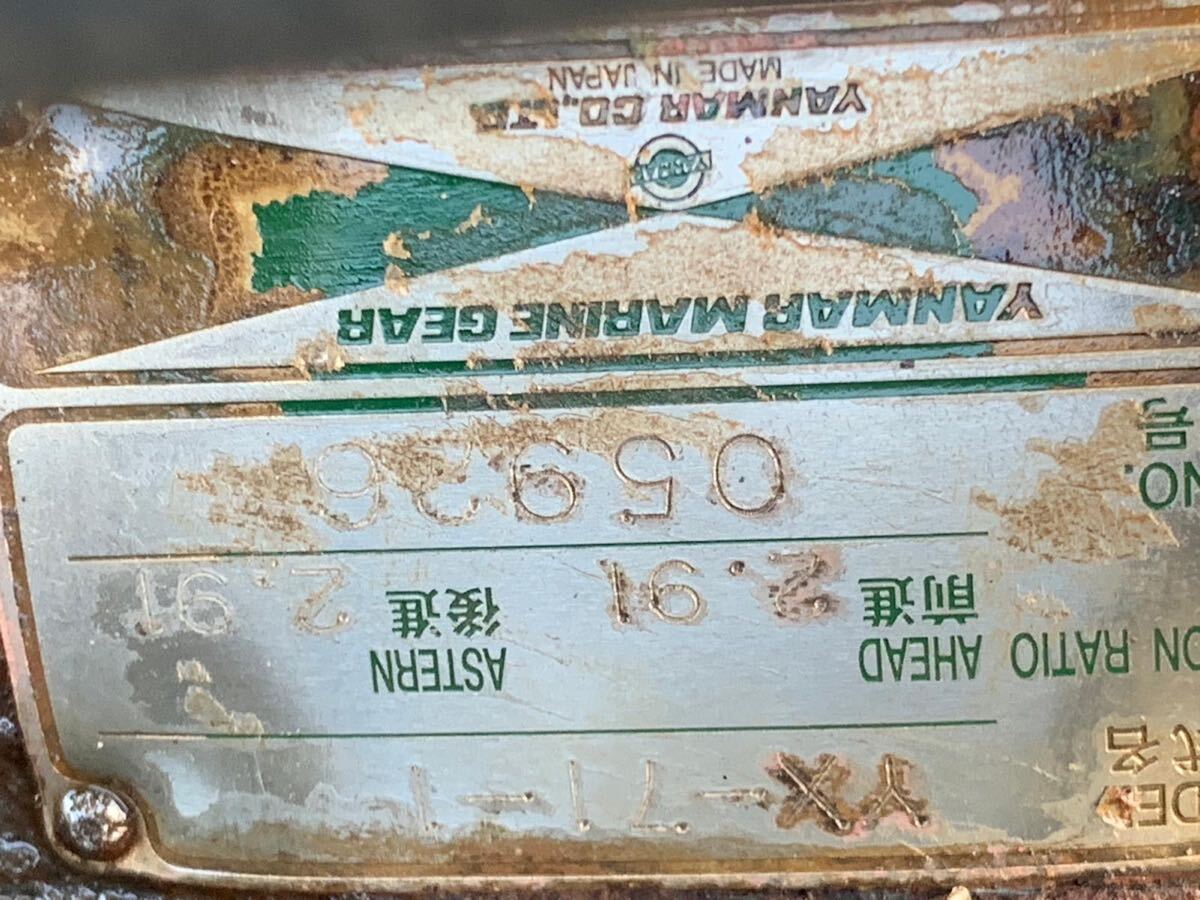 YX-71-1
ON RATIO AHEAD ASTERN
前進 2.91 後進 2.91
NO.
YANMAR MARINE GEAR
YANMAR
YANMAR CO.,LTD.
MADE IN JAPAN